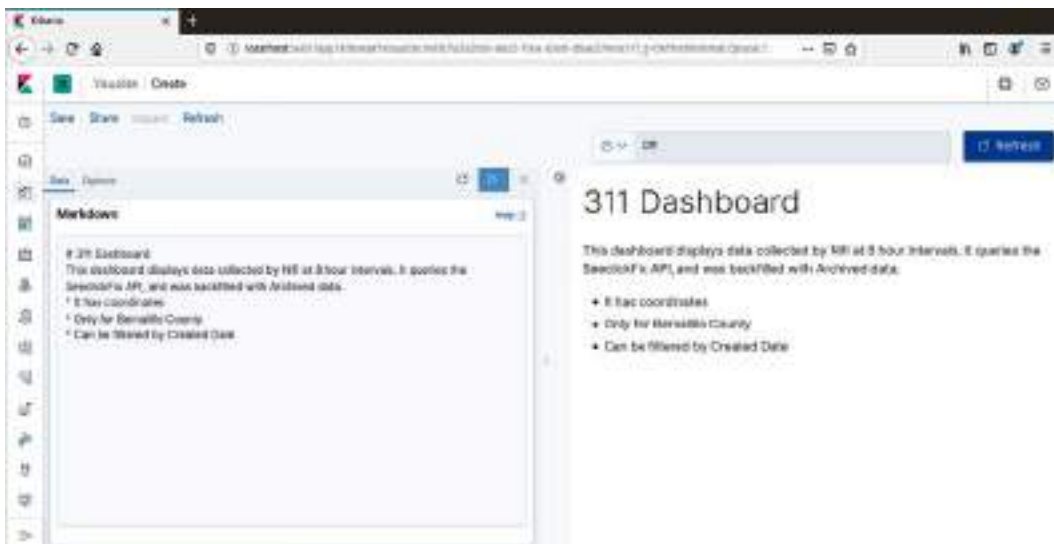 Kibana
localhost
Visualize Create
Save Share Inspect Refresh
Off
Refresh
Data Options
Markdown
Help
# 311 Dashboard
This dashboard displays data collected by Nifi at 8 hour intervals. It queries the
SeeclickFix API, and was backfilled with Archived data.
* It has coordinates
* Only for Bernalillo County
* Can be filtered by Created Date
311 Dashboard
This dashboard displays data collected by Nifi at 8 hour intervals. It queries the
SeeclickFix API, and was backfilled with Archived data.
It has coordinates
Only for Bernalillo County
Can be filtered by Created Date